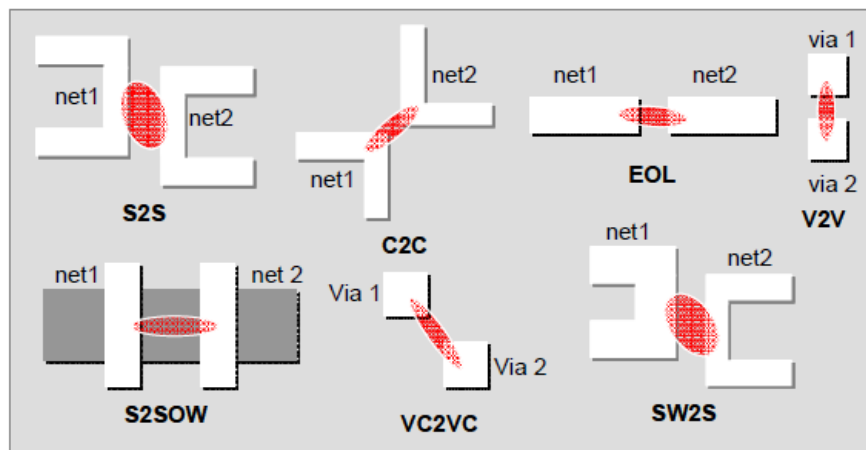 net1
net2
S2S
net2
net1
C2C
net1
net2
EOL
via 1
via 2
V2V
net1
net 2
S2SOW
Via 1
Via 2
VC2VC
net1
net2
SW2S